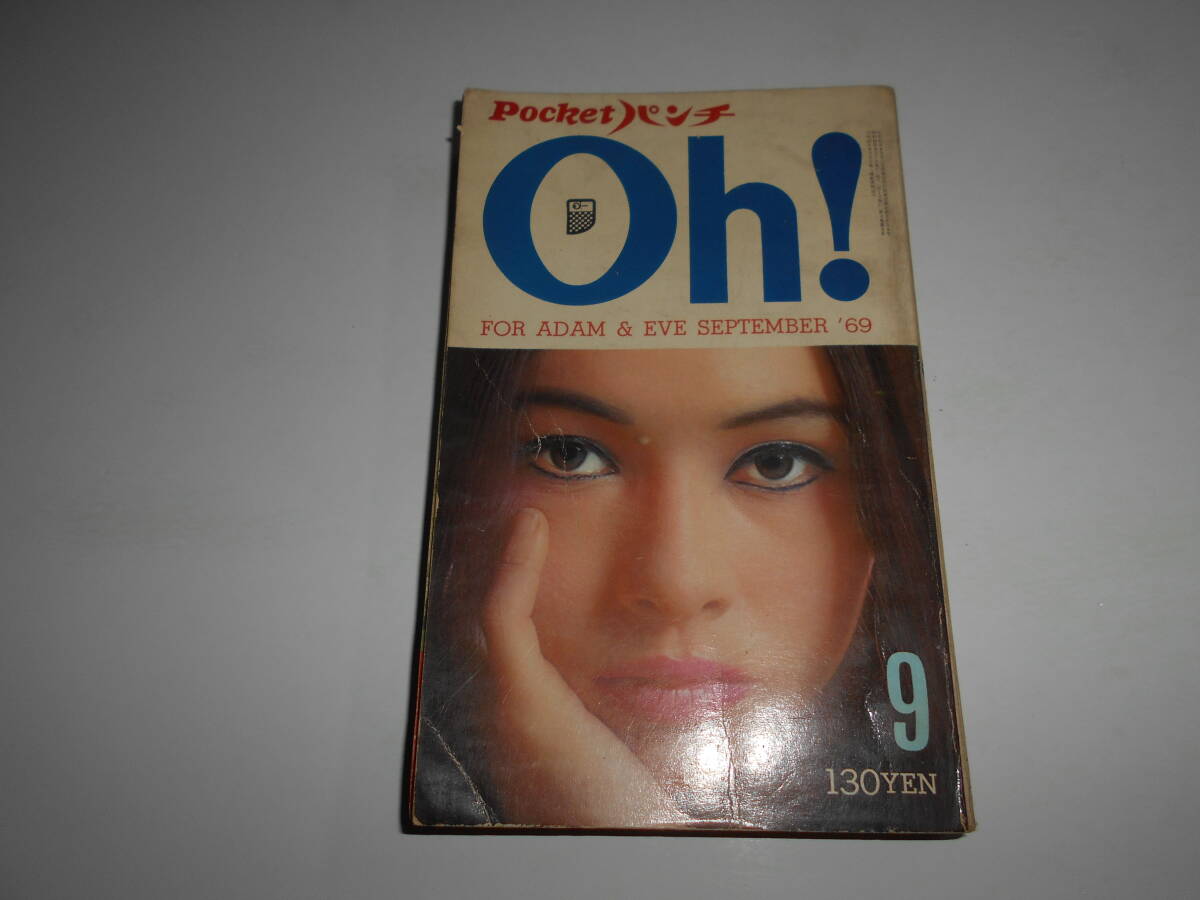 Pocketパンチ
Oh!
FOR ADAM & EVE SEPTEMBER '69
9
130YEN